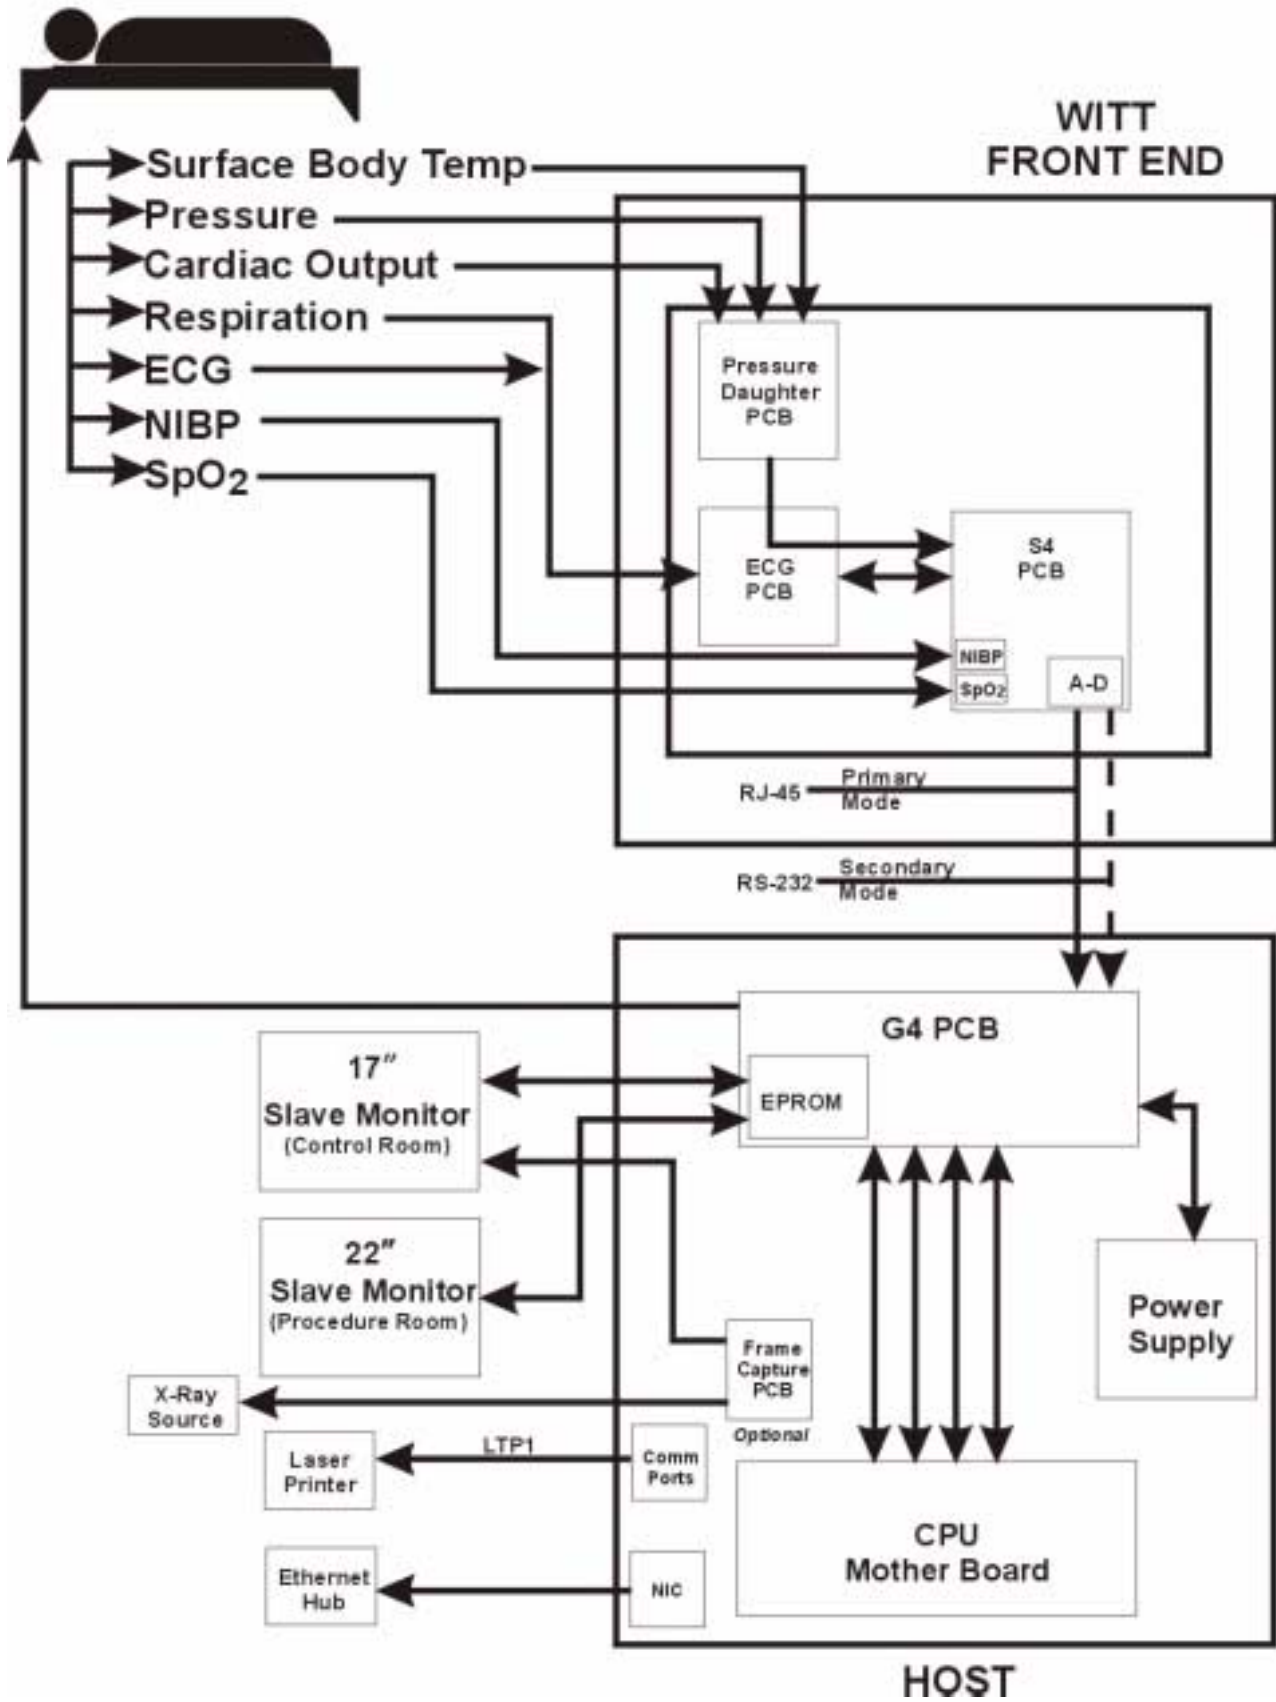 WITT
FRONT END
Surface Body Temp
Pressure
Cardiac Output
Respiration
ECG
NIBP
SpO2
Pressure
Daughter
PCB
ECG
PCB
S4
PCB
NIBP
SpO2
A-D
RJ-45
Primary
Mode
RS-232
Secondary
Mode
G4 PCB
EPROM
17″
Slave Monitor
(Control Room)
22″
Slave Monitor
(Procedure Room)
Power
Supply
Frame
Capture
PCB
Optional
X-Ray
Source
LTP1
Laser
Printer
Comm
Ports
CPU
Mother Board
Ethernet
Hub
NIC
HOST